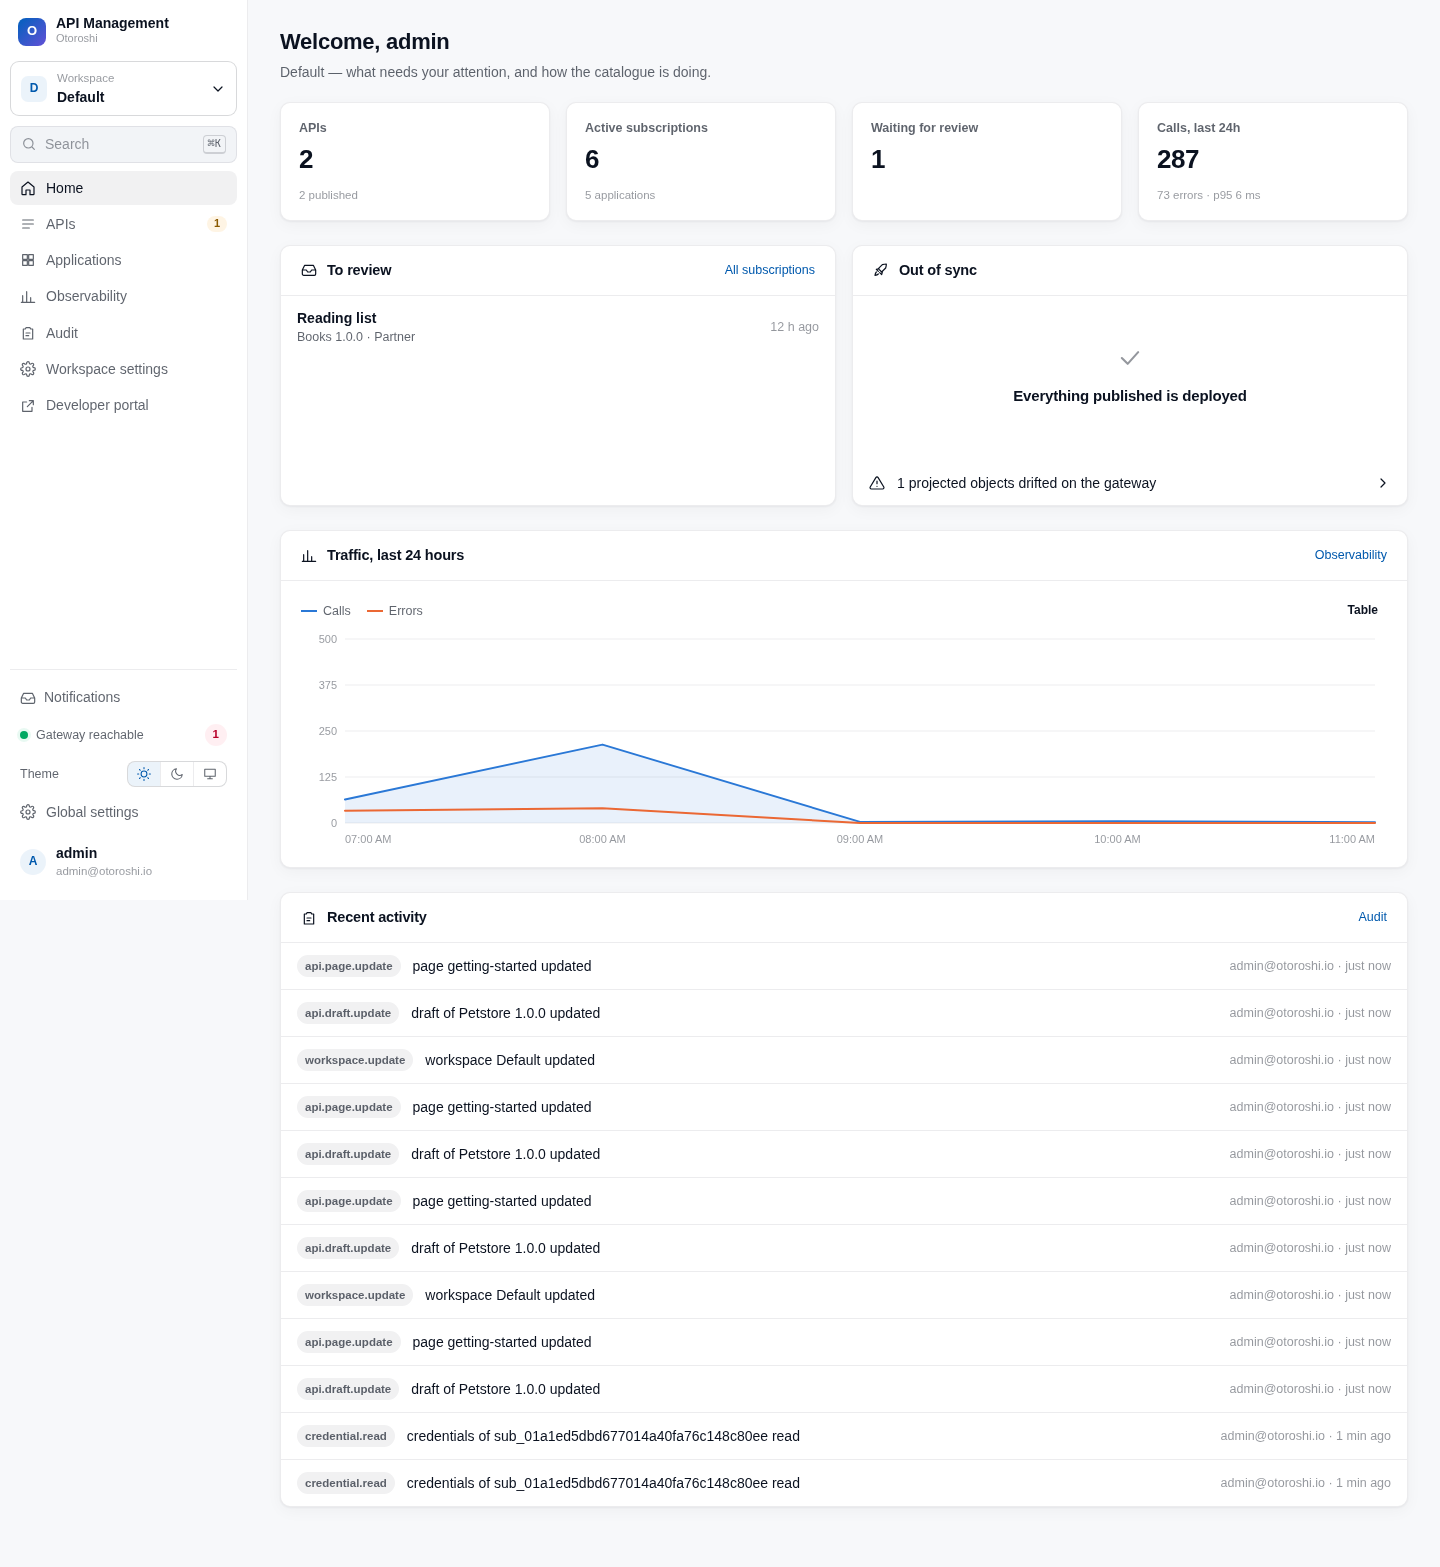 O
API Management
Otoroshi
D
Workspace
Default
Search
⌘K
Home
APIs
1
Applications
Observability
Audit
Workspace settings
Developer portal
Notifications
Gateway reachable
1
Theme
Global settings
A
admin
admin@otoroshi.io
Welcome, admin
Default — what needs your attention, and how the catalogue is doing.
APIs
2
2 published
Active subscriptions
6
5 applications
Waiting for review
1
Calls, last 24h
287
73 errors · p95 6 ms
To review
All subscriptions
Reading list
Books 1.0.0 · Partner
12 h ago
Out of sync
Everything published is deployed
1 projected objects drifted on the gateway
Traffic, last 24 hours
Observability
Calls
Errors
Table
500
375
250
125
0
07:00 AM
08:00 AM
09:00 AM
10:00 AM
11:00 AM
Recent activity
Audit
api.page.update page getting-started updated admin@otoroshi.io · just now
api.draft.update draft of Petstore 1.0.0 updated admin@otoroshi.io · just now
workspace.update workspace Default updated admin@otoroshi.io · just now
api.page.update page getting-started updated admin@otoroshi.io · just now
api.draft.update draft of Petstore 1.0.0 updated admin@otoroshi.io · just now
api.page.update page getting-started updated admin@otoroshi.io · just now
api.draft.update draft of Petstore 1.0.0 updated admin@otoroshi.io · just now
workspace.update workspace Default updated admin@otoroshi.io · just now
api.page.update page getting-started updated admin@otoroshi.io · just now
api.draft.update draft of Petstore 1.0.0 updated admin@otoroshi.io · just now
credential.read credentials of sub_01a1ed5dbd677014a40fa76c148c80ee read admin@otoroshi.io · 1 min ago
credential.read credentials of sub_01a1ed5dbd677014a40fa76c148c80ee read admin@otoroshi.io · 1 min ago